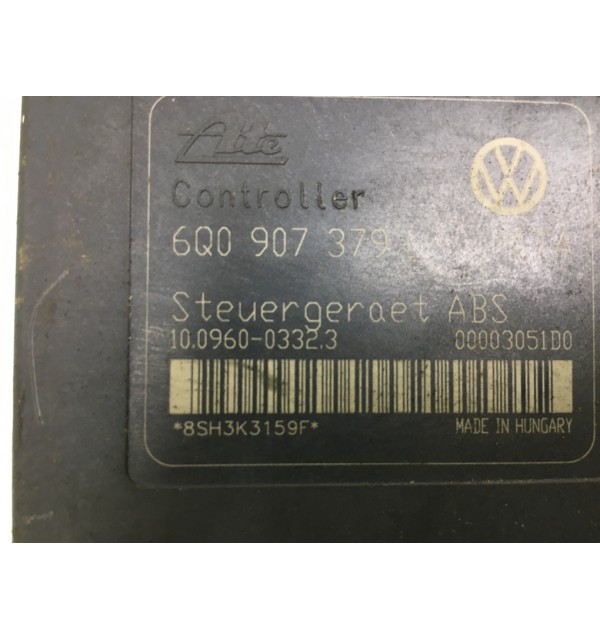 Ate
Controller
6Q0 907 379
Steuergeraet ABS
10.0960-0332.3 00003051D0
*8SH3K3159F* MADE IN HUNGARY